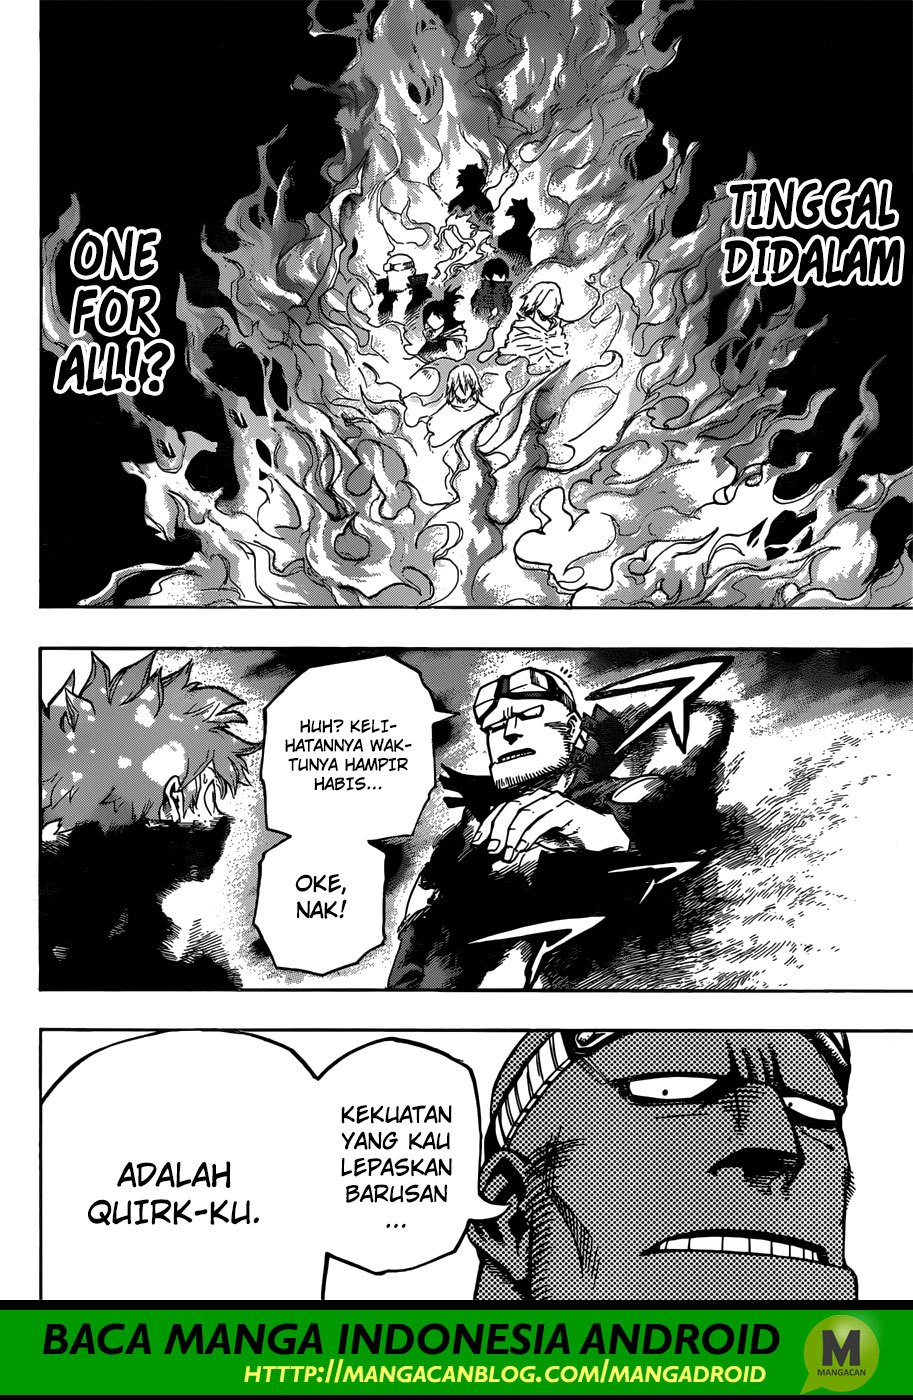 TINGGAL
DIDALAM
ONE
FOR
ALL!?
HUH? KELI-
HATANNYA WAK-
TUNYA HAMPIR
HABIS...
OKE,
NAK!
KEKUATAN
YANG KAU
LEPASKAN
BARUSAN
...
ADALAH
QUIRK-KU.
BACA MANGA INDONESIA ANDROID
HTTTP://MANGACANBLOG.COM/MANGADROID
M
MANGACAN